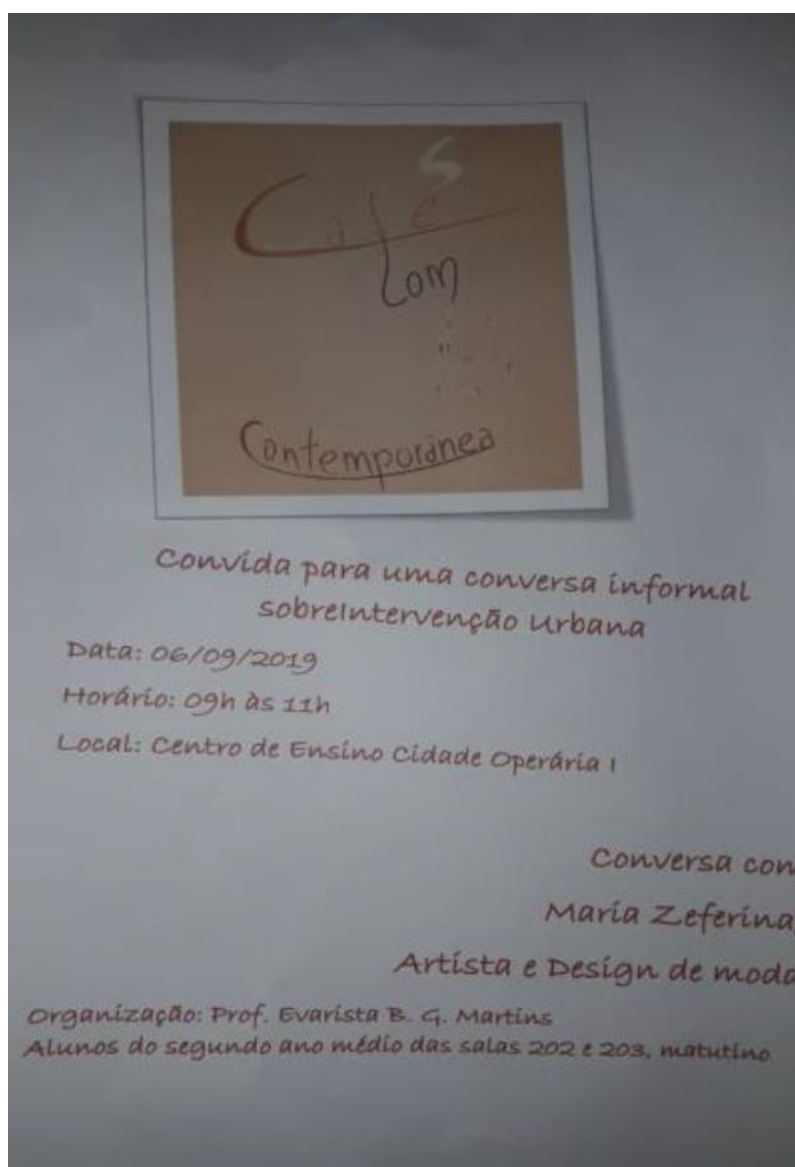 Cafés
Com
Contemporânea
Convida para uma conversa informal
sobreIntervenção Urbana
Data: 06/09/2019
Horário: 09h às 11h
Local: Centro de Ensino Cidade Operária I
Conversa con
Maria Zeferina
Artista e Design de moda
Organização: Prof. Evarista B. G. Martins
Alunos do segundo ano médio das salas 202 e 203, matutino